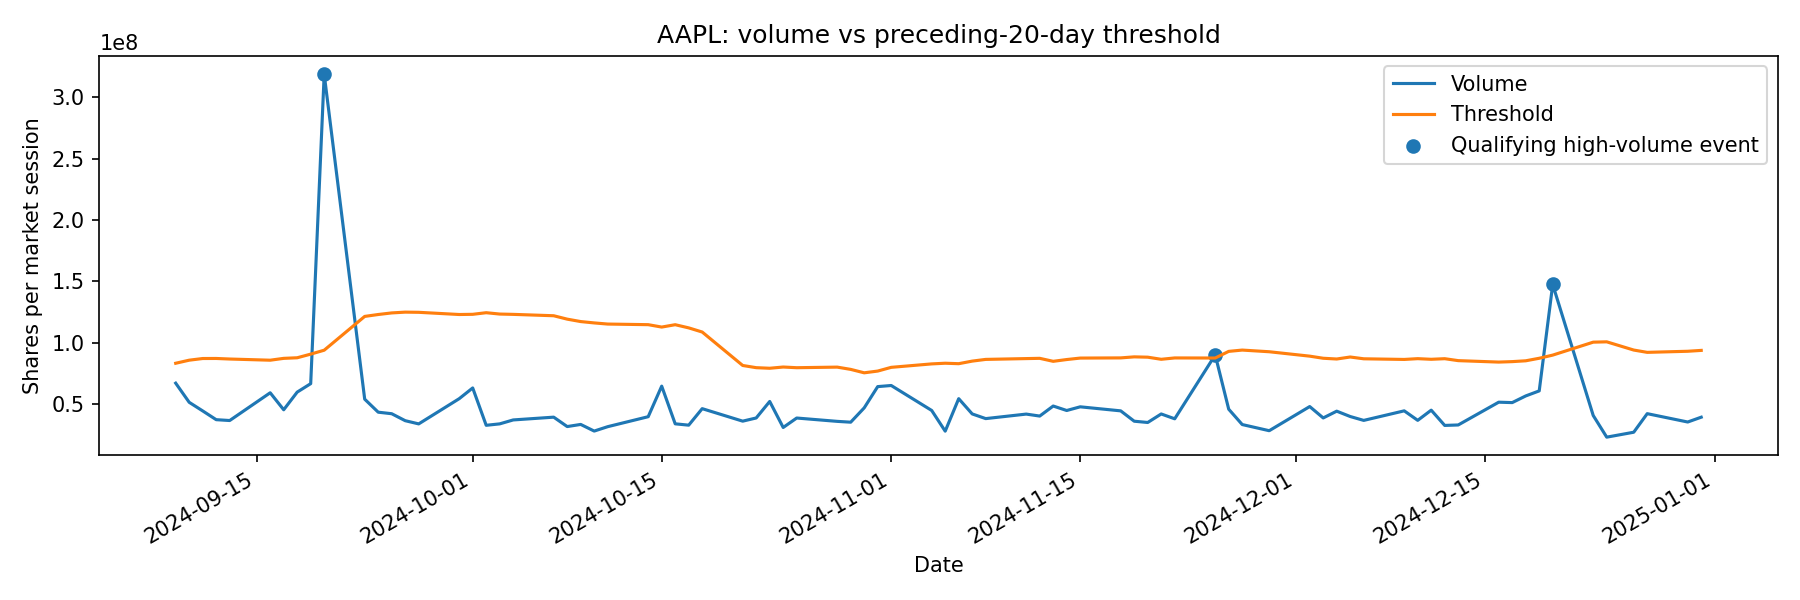 AAPL: volume vs preceding-20-day threshold
1e8
3.0
2.5
2.0
1.5
1.0
0.5
Shares per market session
Volume
Threshold
Qualifying high-volume event
2024-09-15
2024-10-01
2024-10-15
2024-11-01
2024-11-15
2024-12-01
2024-12-15
2025-01-01
Date